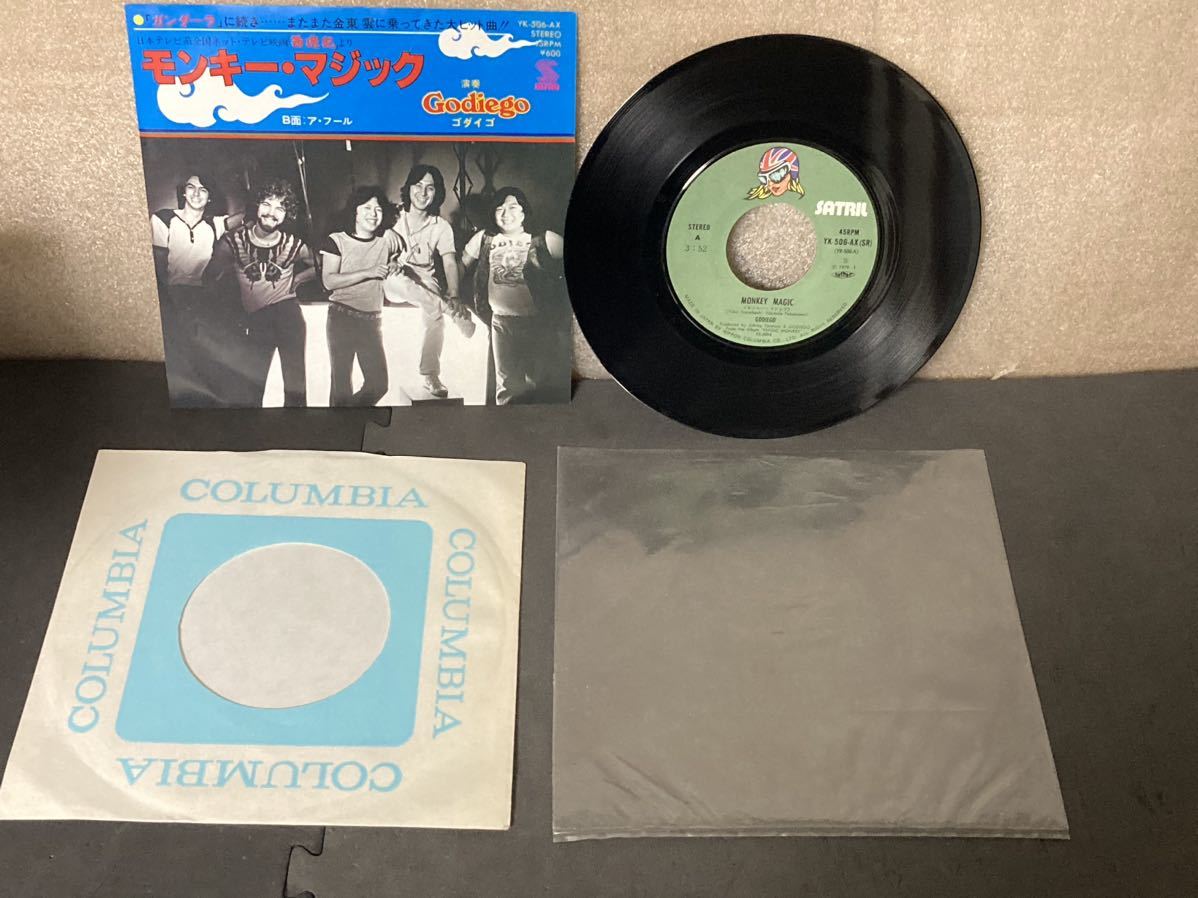 「ガンダーラ」に続き……またまた金東雲に乗ってきた大ヒット曲!!
日本テレビ系全国ネット・テレビ映画「西遊記」より
モンキー・マジック
B面:ア・フール
演奏
Godiego
ゴダイゴ
YK-506-AX
STEREO
45RPM
¥600
SATRIL
STEREO
A
3:52
45RPM
YK-506-AX(SR)
(YK-506-A)
Ⓟ 1978
MONKEY MAGIC
GODIEGO
COLUMBIA
COLUMBIA
COLUMBIA
COLUMBIA